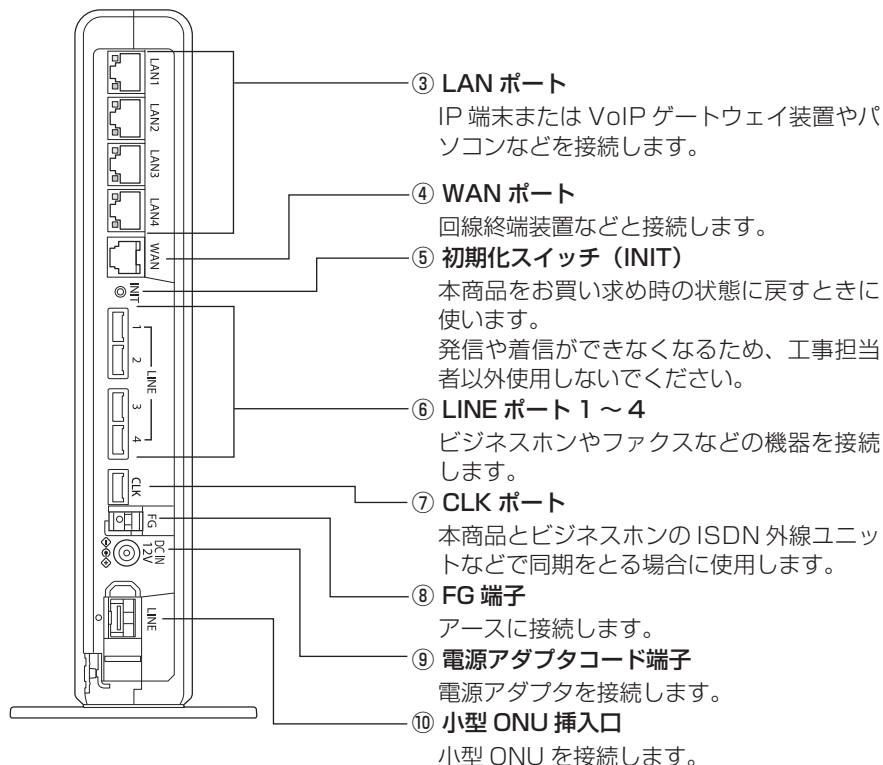 LAN1
LAN2
LAN3
LAN4
WAN
INIT
1
2
LINE
3
4
CLK
FG
DC IN
12V
LINE
③ LAN ポート
IP 端末または VoIP ゲートウェイ装置やパ
ソコンなどを接続します。
④ WAN ポート
回線終端装置などと接続します。
⑤ 初期化スイッチ（INIT）
本商品をお買い求め時の状態に戻すときに
使います。
発信や着信ができなくなるため、工事担当
者以外使用しないでください。
⑥ LINE ポート 1 ～ 4
ビジネスホンやファクスなどの機器を接続
します。
⑦ CLK ポート
本商品とビジネスホンの ISDN 外線ユニッ
トなどで同期をとる場合に使用します。
⑧ FG 端子
アースに接続します。
⑨ 電源アダプタコード端子
電源アダプタを接続します。
⑩ 小型 ONU 挿入口
小型 ONU を接続します。